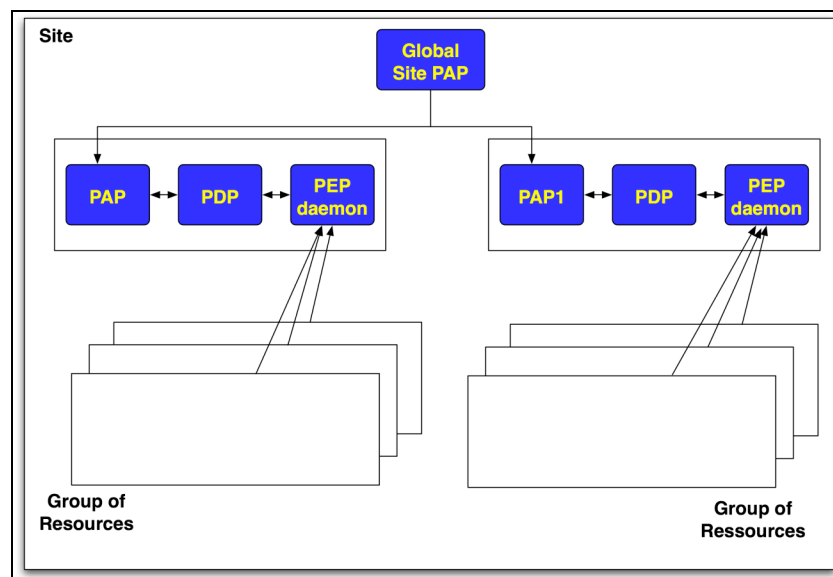 Site
Global
Site PAP
PAP
PDP
PEP
daemon
PAP1
PDP
PEP
daemon
Group of
Resources
Group of
Ressources